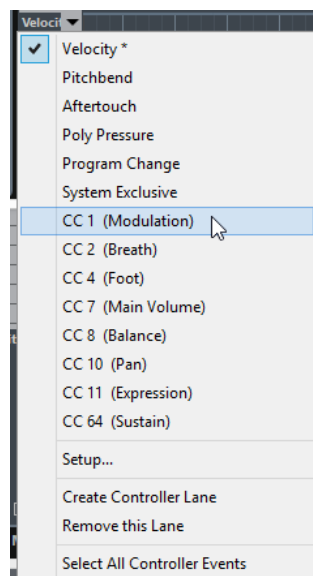 Velocity *
Pitchbend
Aftertouch
Poly Pressure
Program Change
System Exclusive
CC 1 (Modulation)
CC 2 (Breath)
CC 4 (Foot)
CC 7 (Main Volume)
CC 8 (Balance)
CC 10 (Pan)
CC 11 (Expression)
CC 64 (Sustain)
Setup...
Create Controller Lane
Remove this Lane
Select All Controller Events